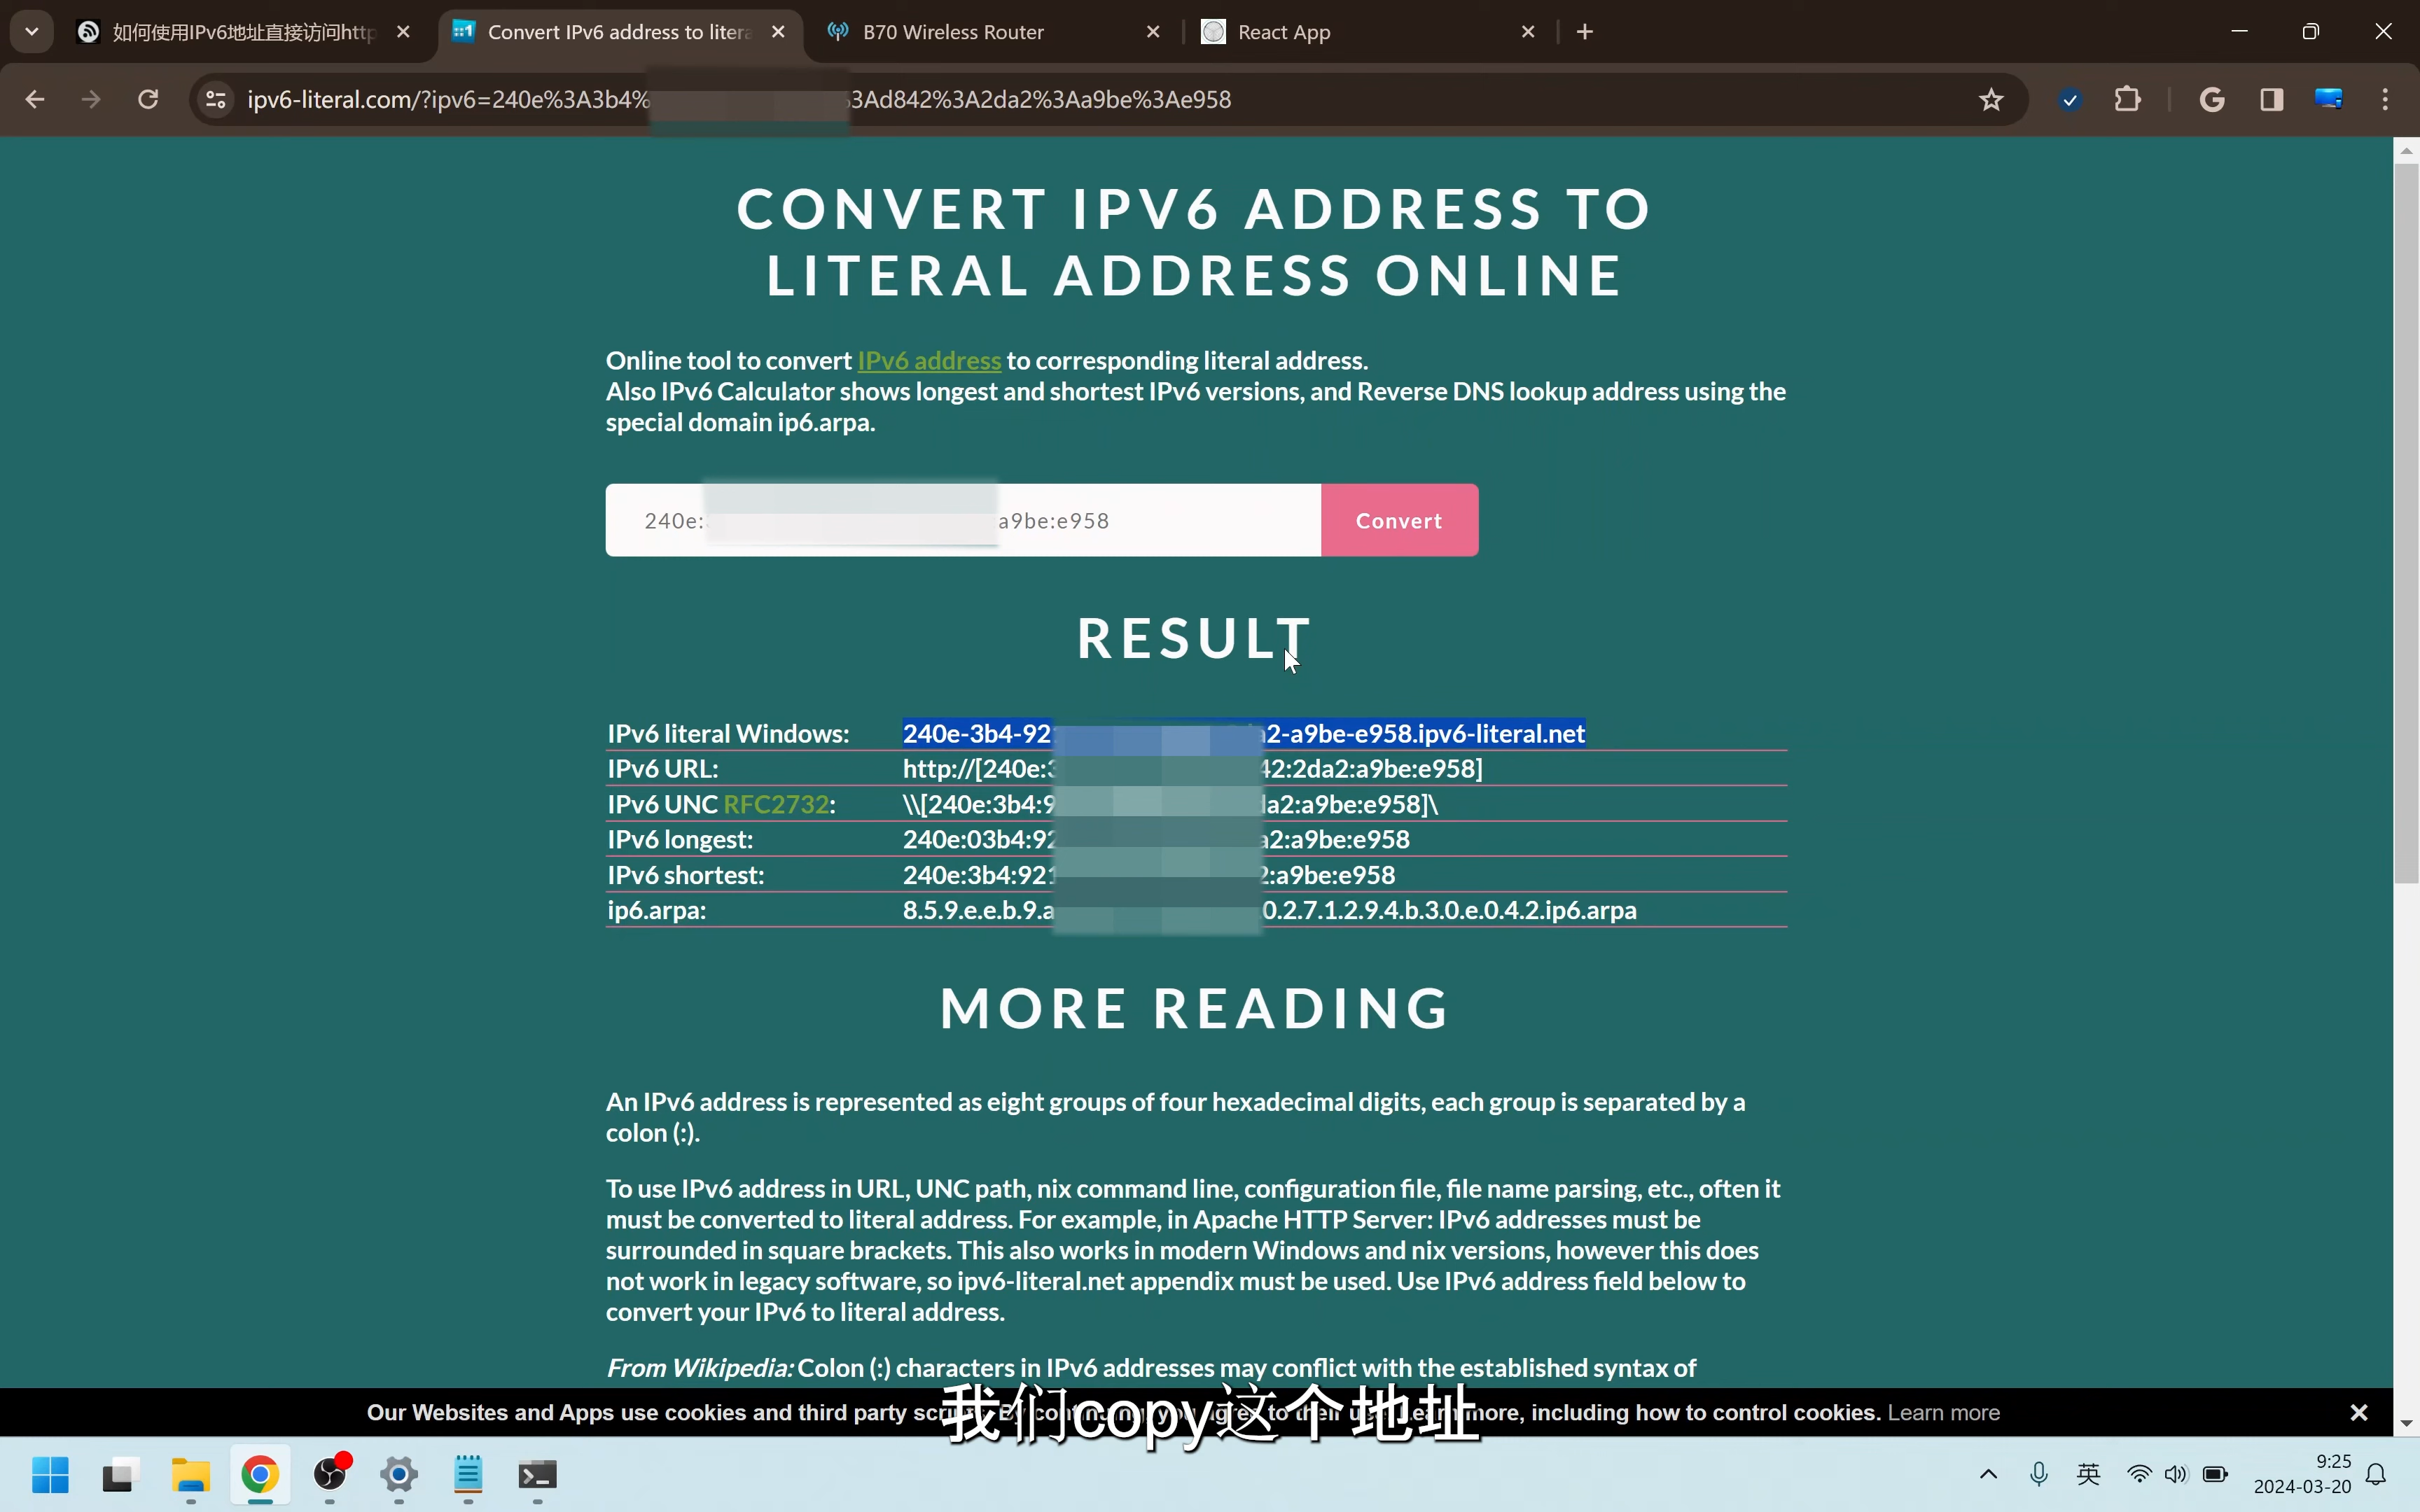 如何使用IPv6地址直接访问http
Convert IPv6 address to litera
B70 Wireless Router
React App
ipv6-literal.com/?ipv6=240e%3A3b4% 3Ad842%3A2da2%3Aa9be%3Ae958
CONVERT IPV6 ADDRESS TO
LITERAL ADDRESS ONLINE
Online tool to convert IPv6 address to corresponding literal address.
Also IPv6 Calculator shows longest and shortest IPv6 versions, and Reverse DNS lookup address using the
special domain ip6.arpa.
240e: a9be:e958
Convert
RESULT
IPv6 literal Windows: 240e-3b4-92 a2-a9be-e958.ipv6-literal.net
IPv6 URL: http://[240e:3 42:2da2:a9be:e958]
IPv6 UNC RFC2732: \\[240e:3b4:9 da2:a9be:e958]\
IPv6 longest: 240e:03b4:92 a2:a9be:e958
IPv6 shortest: 240e:3b4:921 2:a9be:e958
ip6.arpa: 8.5.9.e.e.b.9.a 0.2.7.1.2.9.4.b.3.0.e.0.4.2.ip6.arpa
MORE READING
An IPv6 address is represented as eight groups of four hexadecimal digits, each group is separated by a
colon (:).
To use IPv6 address in URL, UNC path, nix command line, configuration file, file name parsing, etc., often it
must be converted to literal address. For example, in Apache HTTP Server: IPv6 addresses must be
surrounded in square brackets. This also works in modern Windows and nix versions, however this does
not work in legacy software, so ipv6-literal.net appendix must be used. Use IPv6 address field below to
convert your IPv6 to literal address.
From Wikipedia: Colon (:) characters in IPv6 addresses may conflict with the established syntax of
Our Websites and Apps use cookies and third party scripts. By continuing, you agree to their use. Learn more, including how to control cookies. Learn more
我们copy这个地址
英
9:25
2024-03-20